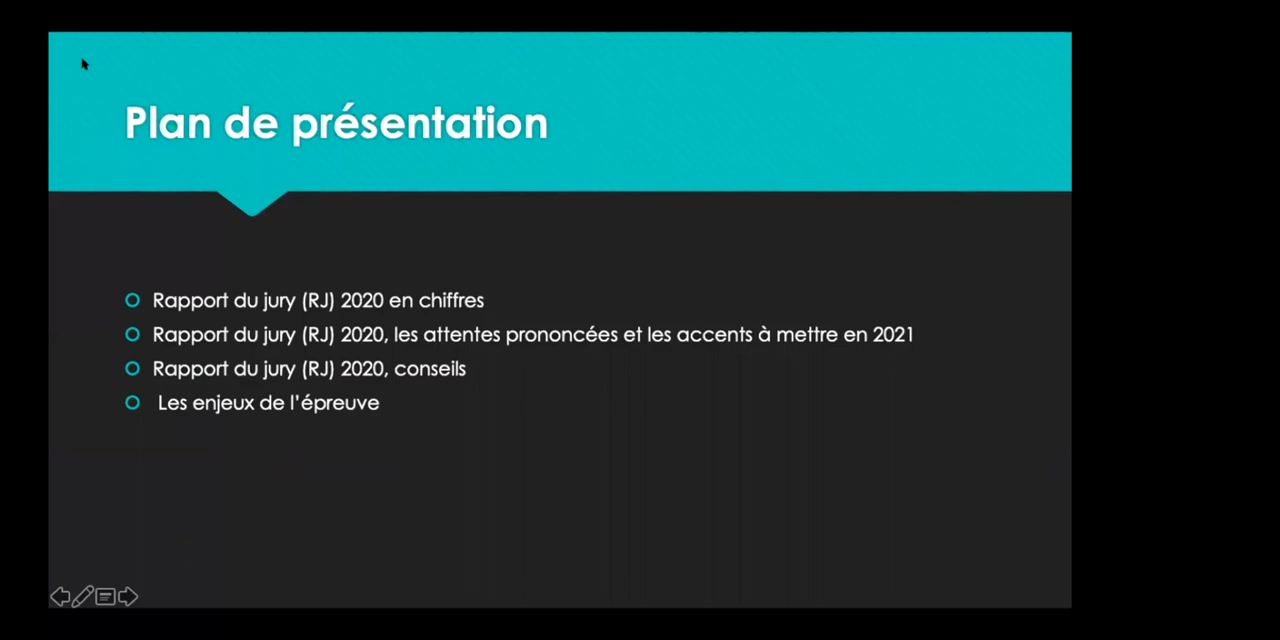 Plan de présentation
Rapport du jury (RJ) 2020 en chiffres
Rapport du jury (RJ) 2020, les attentes prononcées et les accents à mettre en 2021
Rapport du jury (RJ) 2020, conseils
Les enjeux de l'épreuve